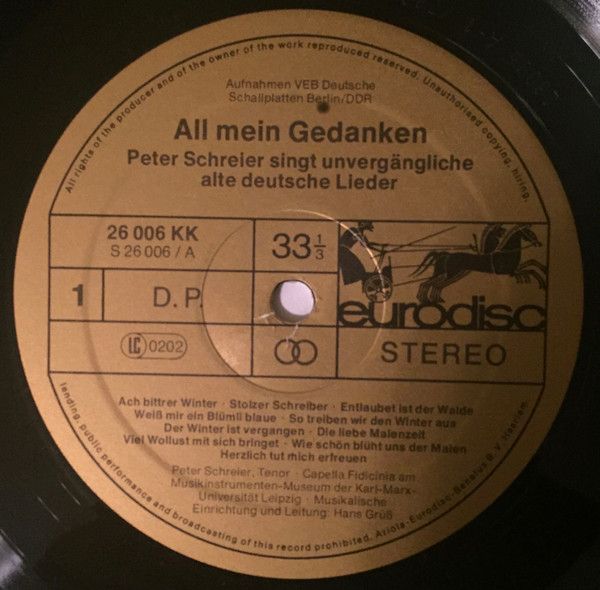 All rights of the producer and of the owner of the work reproduced reserved. Unauthorised copying, hiring,
Aufnahmen VEB Deutsche
Schallplatten Berlin/DDR
All mein Gedanken
Peter Schreier singt unvergängliche
alte deutsche Lieder
26 006 KK
S 26 006 / A
33 1/3
1
D. P.
eurodisc
LC 0202
STEREO
Ach bittrer Winter · Stolzer Schreiber · Entlaubet ist der Walde
Weiß mir ein Blümli blaue · So treiben wir den Winter aus
Der Winter ist vergangen · Die liebe Maienzeit
Viel Wollust mit sich bringet · Wie schön blüht uns der Maien
Herzlich tut mich erfreuen
Peter Schreier, Tenor · Capella Fidicinia am
Musikinstrumenten-Museum der Karl-Marx-
Universität Leipzig · Musikalische
Einrichtung und Leitung: Hans Grüß
lending, public performance and broadcasting of this record prohibited. Ariola-Eurodisc-Benelux B. V. Haarlem